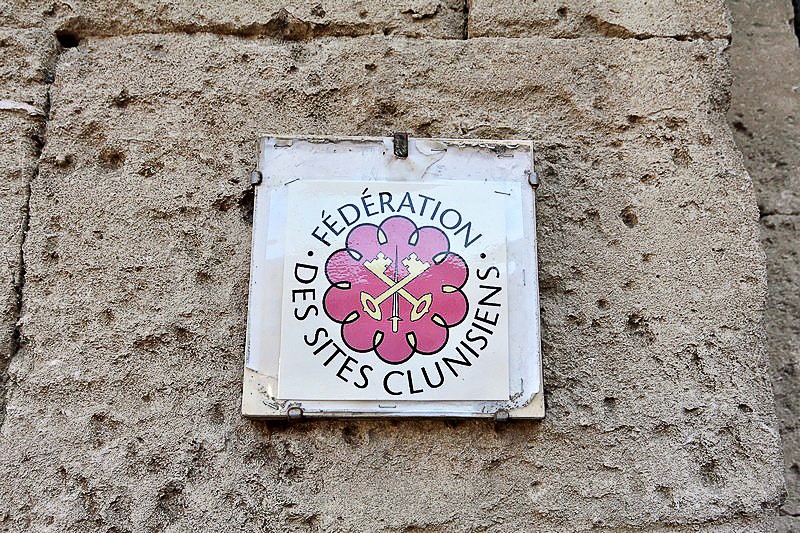 FÉDÉRATION
· DES SITES CLUNISIENS ·